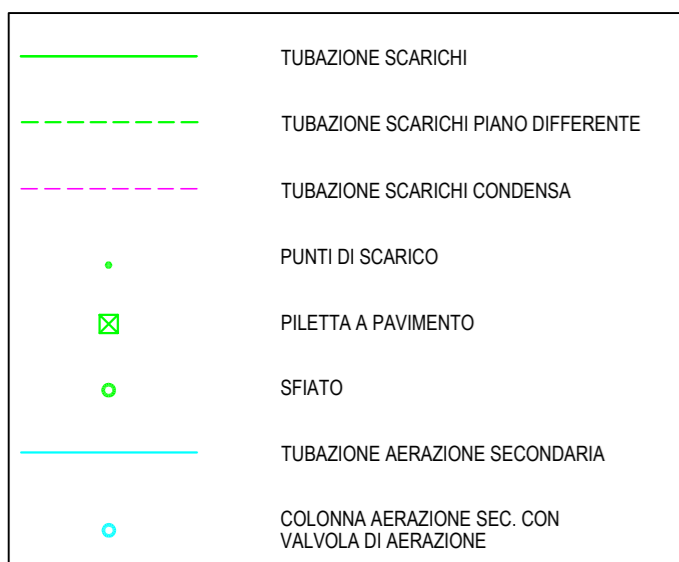 TUBAZIONE SCARICHI
TUBAZIONE SCARICHI PIANO DIFFERENTE
TUBAZIONE SCARICHI CONDENSA
PUNTI DI SCARICO
PILETTA A PAVIMENTO
SFIATO
TUBAZIONE AERAZIONE SECONDARIA
COLONNA AERAZIONE SEC. CON
VALVOLA DI AERAZIONE